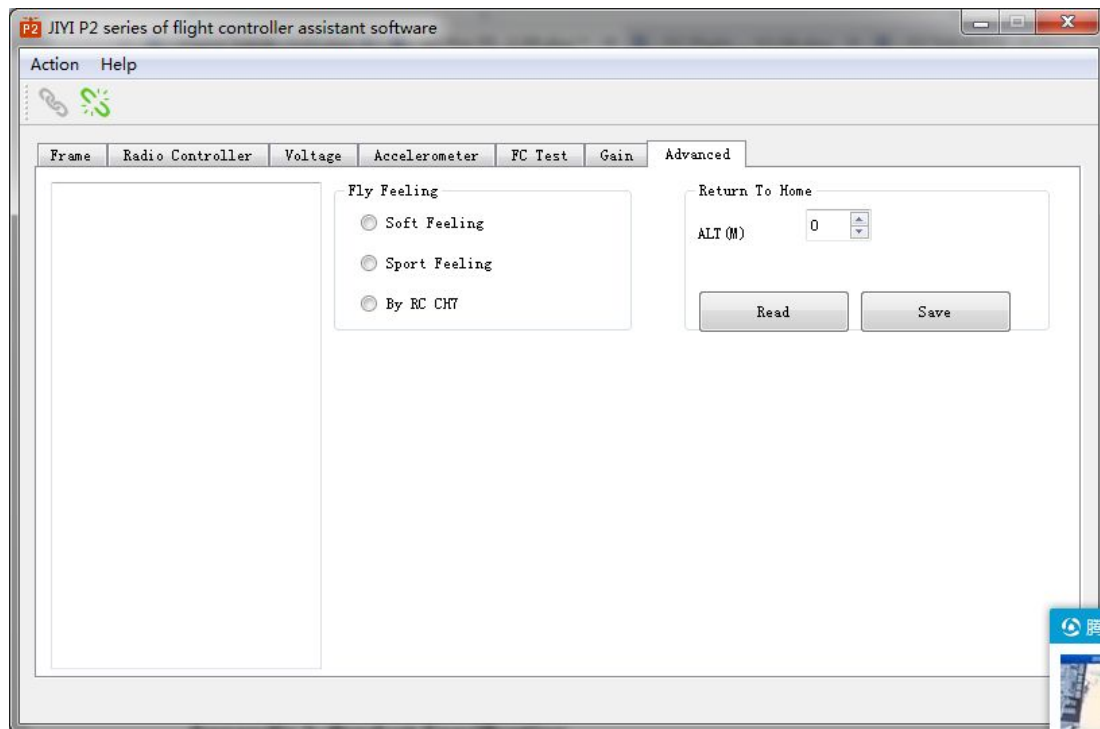 P2 JIYI P2 series of flight controller assistant software
Action Help
Frame Radio Controller Voltage Accelerometer FC Test Gain Advanced
Fly Feeling
Soft Feeling
Sport Feeling
By RC CH7
Return To Home
ALT(M) 0
Read Save
腾